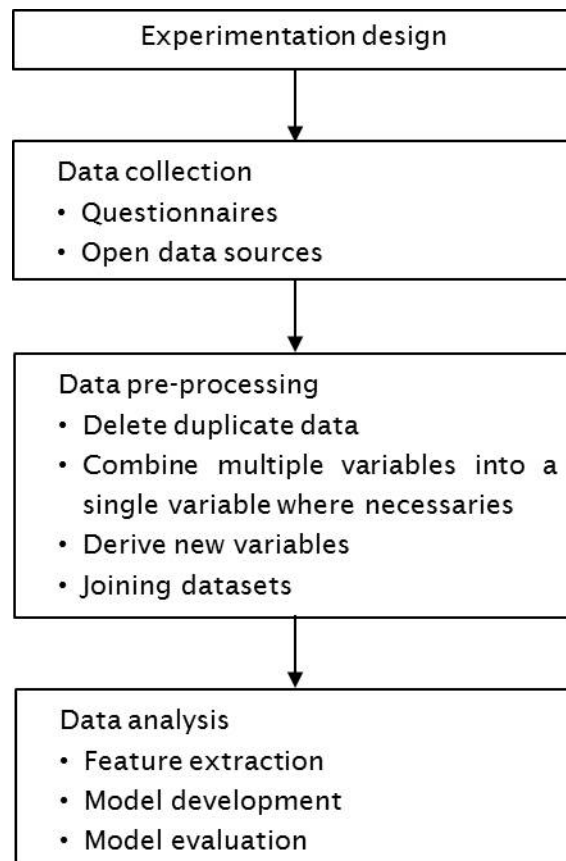 Experimentation design
Data collection
• Questionnaires
• Open data sources
Data pre-processing
• Delete duplicate data
• Combine multiple variables into a
single variable where necessaries
• Derive new variables
• Joining datasets
Data analysis
• Feature extraction
• Model development
• Model evaluation